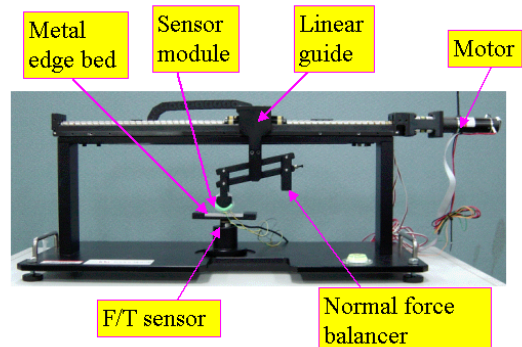 Metal
edge bed
Sensor
module
Linear
guide
Motor
F/T sensor
Normal force
balancer